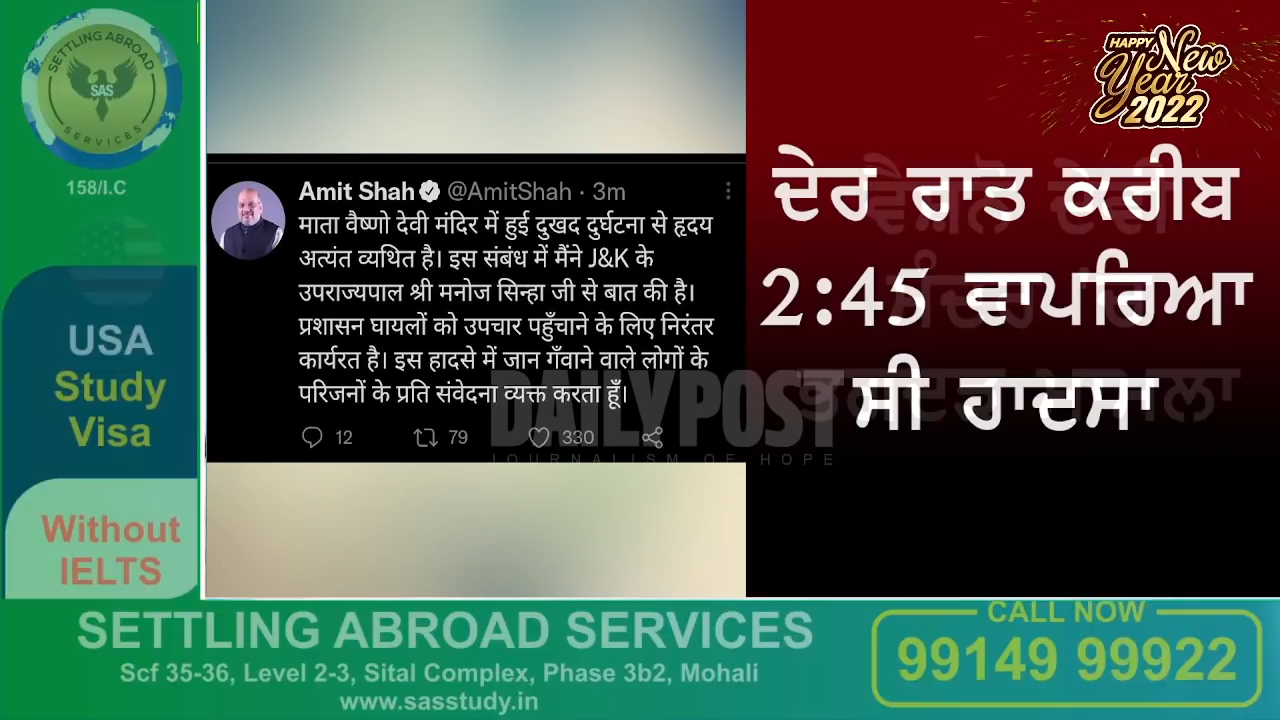 SETTLING ABROAD
SAS
SERVICES
158/I.C
USA
Study
Visa
Without
IELTS
Amit Shah @AmitShah · 3m
माता वैष्णो देवी मंदिर में हुई दुखद दुर्घटना से हृदय
अत्यंत व्यथित है। इस संबंध में मैंने J&K के
उपराज्यपाल श्री मनोज सिन्हा जी से बात की है।
प्रशासन घायलों को उपचार पहुँचाने के लिए निरंतर
कार्यरत है। इस हादसे में जान गँवाने वाले लोगों के
परिजनों के प्रति संवेदना व्यक्त करता हूँ।
12 79 330
DAILYPOST
JOURNALISM OF HOPE
HAPPY New
Year
2022
ਦੇਰ ਰਾਤ ਕਰੀਬ
2:45 ਵਾਪਰਿਆ
ਸੀ ਹਾਦਸਾ
SETTLING ABROAD SERVICES
Scf 35-36, Level 2-3, Sital Complex, Phase 3b2, Mohali
www.sasstudy.in
CALL NOW
99149 99922